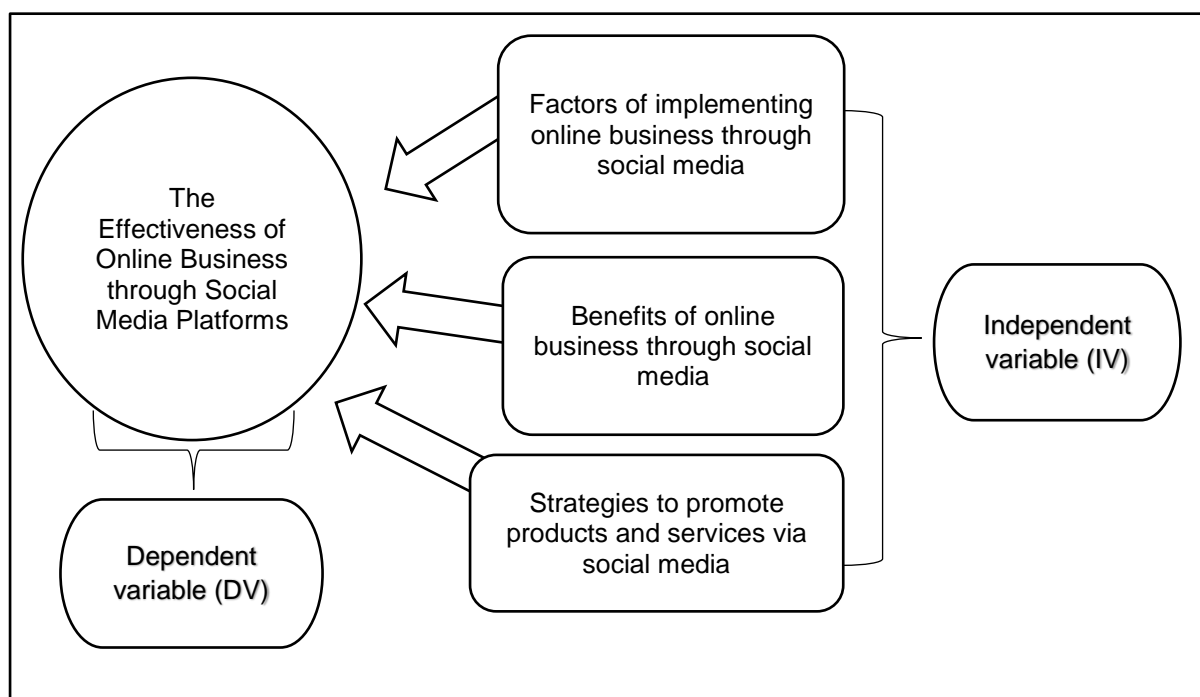 The
Effectiveness of
Online Business
through Social
Media Platforms
Factors of implementing
online business through
social media
Benefits of online
business through social
media
Strategies to promote
products and services via
social media
Independent
variable (IV)
Dependent
variable (DV)